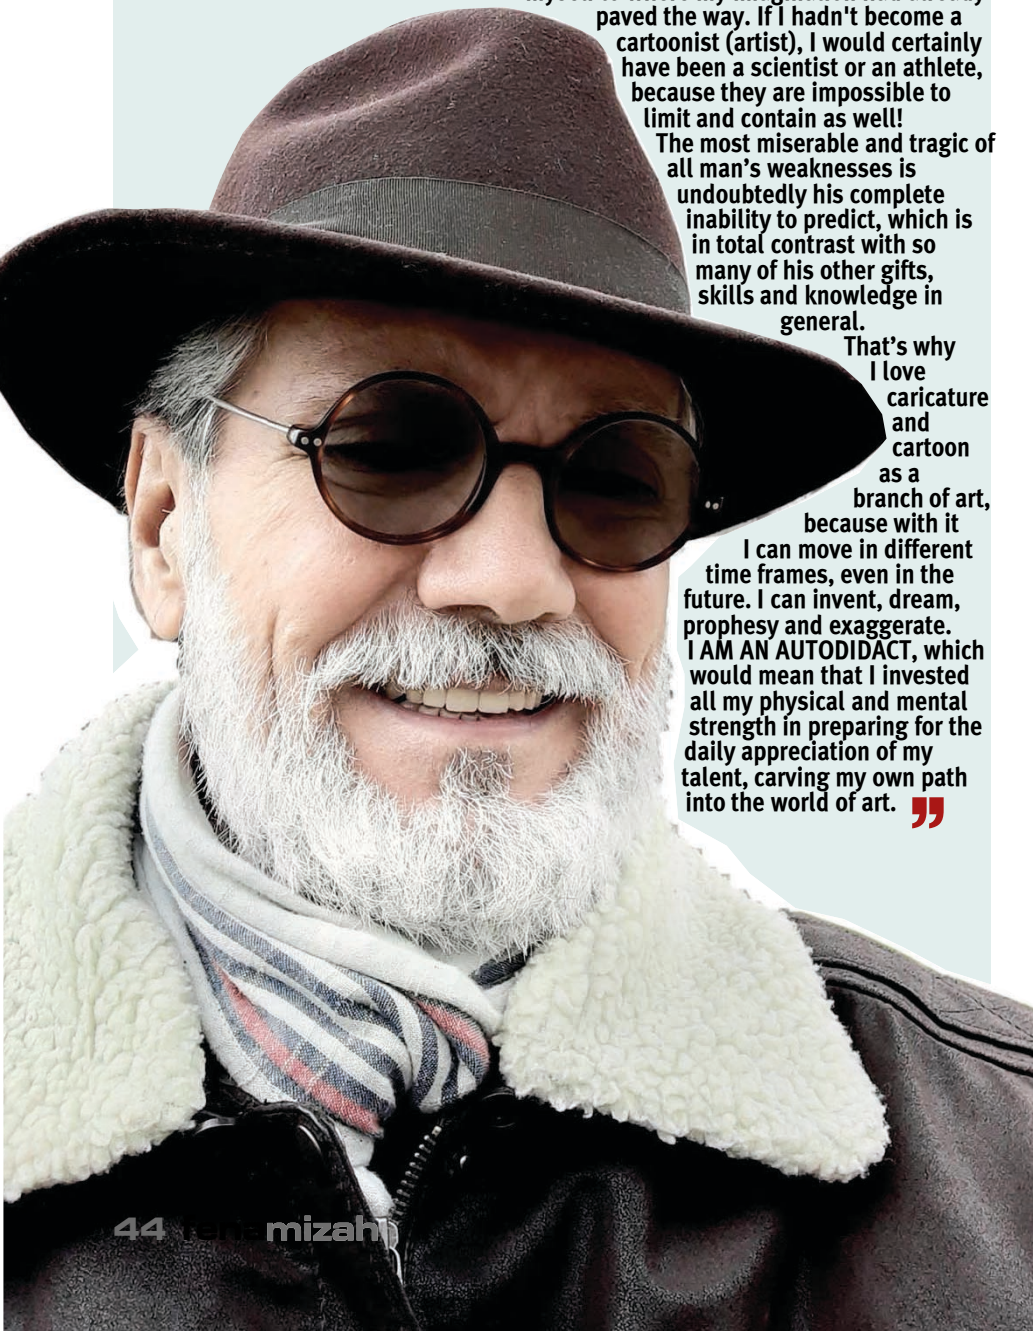 paved the way. If I hadn't become a
cartoonist (artist), I would certainly
have been a scientist or an athlete,
because they are impossible to
limit and contain as well!
The most miserable and tragic of
all man’s weaknesses is
undoubtedly his complete
inability to predict, which is
in total contrast with so
many of his other gifts,
skills and knowledge in
general.
That’s why
I love
caricature
and
cartoon
as a
branch of art,
because with it
I can move in different
time frames, even in the
future. I can invent, dream,
prophesy and exaggerate.
I AM AN AUTODIDACT, which
would mean that I invested
all my physical and mental
strength in preparing for the
daily appreciation of my
talent, carving my own path
into the world of art. ”
44 fenamizah